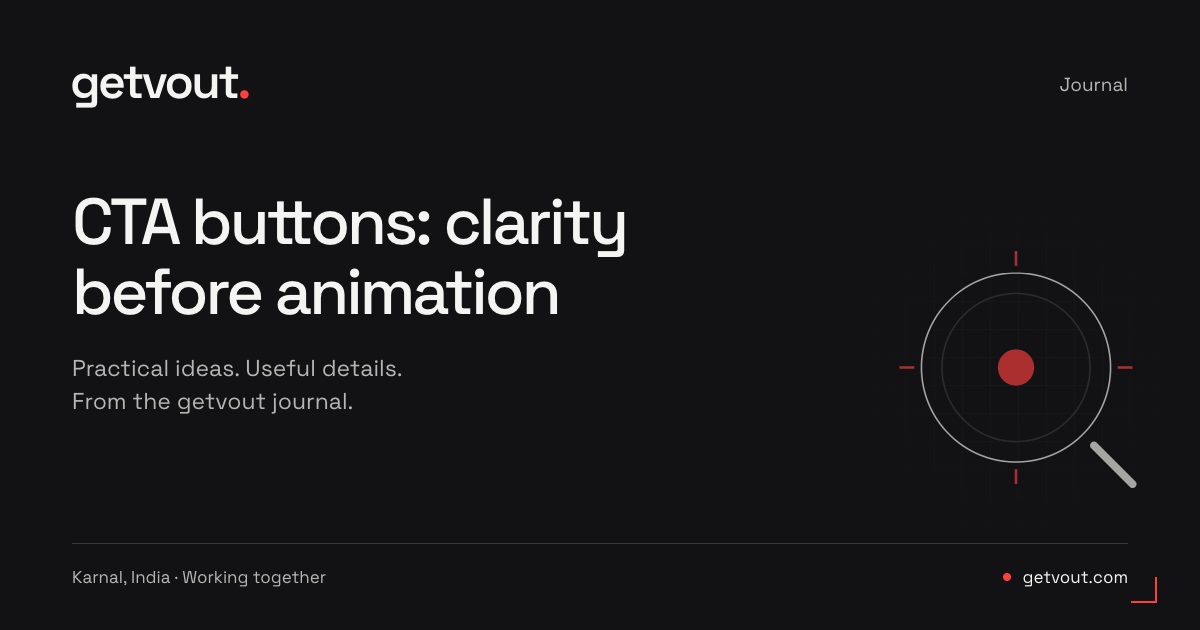 getvout.
Journal
CTA buttons: clarity
before animation
Practical ideas. Useful details.
From the getvout journal.
Karnal, India · Working together
getvout.com